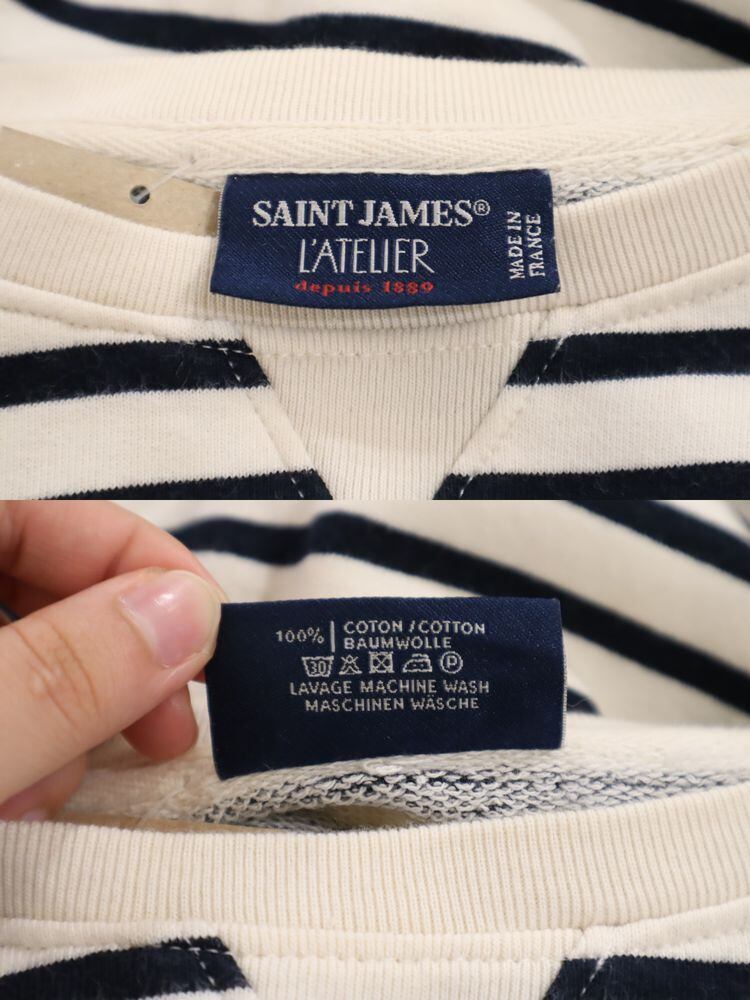 SAINT JAMES®
L'ATELIER
depuis 1889
MADE IN
FRANCE
100% COTON / COTTON
BAUMWOLLE
30 P
LAVAGE MACHINE WASH
MASCHINEN WÄSCHE